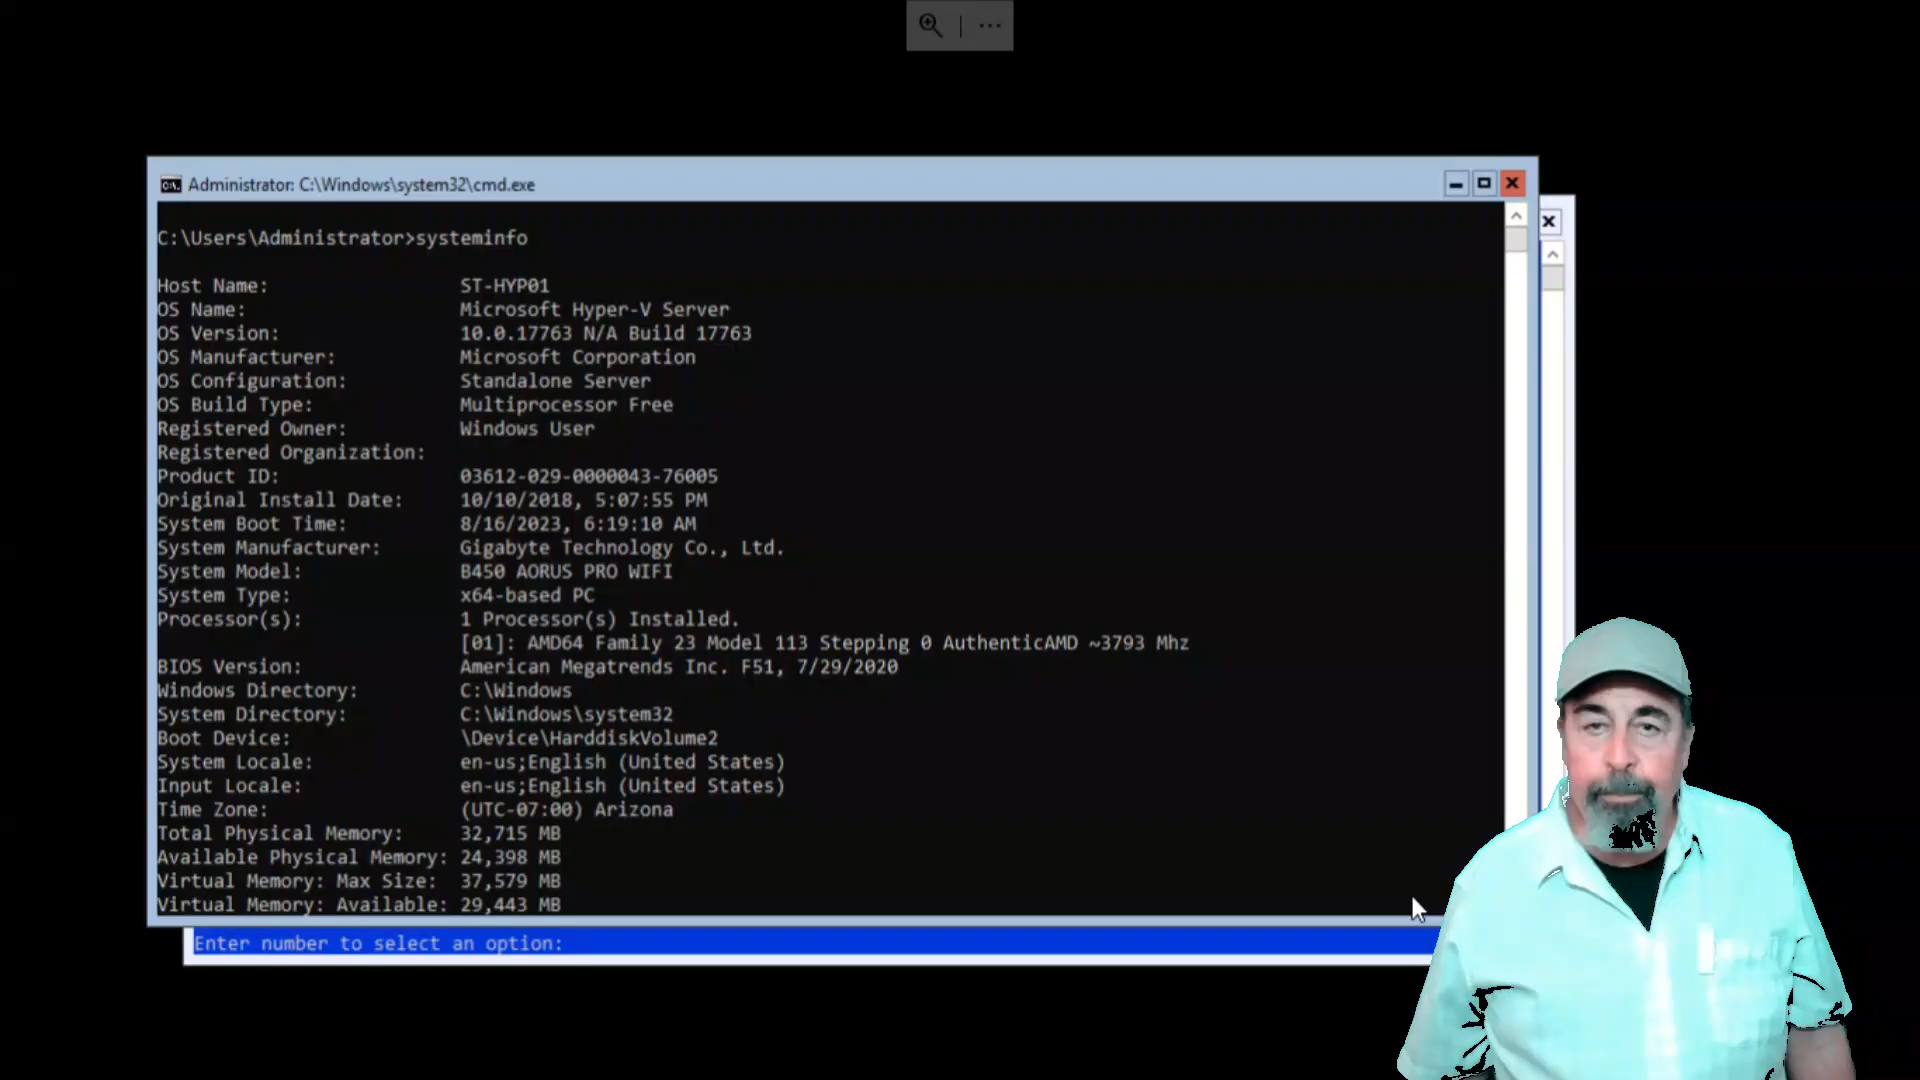 Administrator: C:\Windows\system32\cmd.exe
C:\Users\Administrator>systeminfo
Host Name: ST-HYP01
OS Name: Microsoft Hyper-V Server
OS Version: 10.0.17763 N/A Build 17763
OS Manufacturer: Microsoft Corporation
OS Configuration: Standalone Server
OS Build Type: Multiprocessor Free
Registered Owner: Windows User
Registered Organization:
Product ID: 03612-029-0000043-76005
Original Install Date: 10/10/2018, 5:07:55 PM
System Boot Time: 8/16/2023, 6:19:10 AM
System Manufacturer: Gigabyte Technology Co., Ltd.
System Model: B450 AORUS PRO WIFI
System Type: x64-based PC
Processor(s): 1 Processor(s) Installed.
[01]: AMD64 Family 23 Model 113 Stepping 0 AuthenticAMD ~3793 Mhz
BIOS Version: American Megatrends Inc. F51, 7/29/2020
Windows Directory: C:\Windows
System Directory: C:\Windows\system32
Boot Device: \Device\HarddiskVolume2
System Locale: en-us;English (United States)
Input Locale: en-us;English (United States)
Time Zone: (UTC-07:00) Arizona
Total Physical Memory: 32,715 MB
Available Physical Memory: 24,398 MB
Virtual Memory: Max Size: 37,579 MB
Virtual Memory: Available: 29,443 MB
Enter number to select an option: